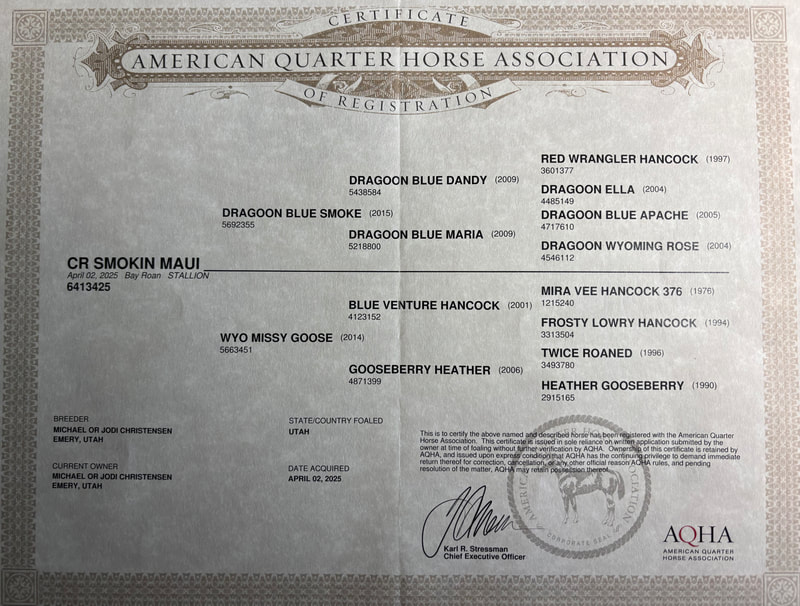 CERTIFICATE
AMERICAN QUARTER HORSE ASSOCIATION
OF REGISTRATION
RED WRANGLER HANCOCK (1997)
3601377
DRAGOON BLUE DANDY (2009)
5438584
DRAGOON ELLA (2004)
4485149
DRAGOON BLUE SMOKE (2015)
5692355
DRAGOON BLUE APACHE (2005)
4717610
DRAGOON BLUE MARIA (2009)
5218800
DRAGOON WYOMING ROSE (2004)
4546112
CR SMOKIN MAUI
April 02, 2025 Bay Roan STALLION
6413425
MIRA VEE HANCOCK 376 (1976)
1215240
BLUE VENTURE HANCOCK (2001)
4123152
FROSTY LOWRY HANCOCK (1994)
3313504
WYO MISSY GOOSE (2014)
5663451
TWICE ROANED (1996)
3493780
GOOSEBERRY HEATHER (2006)
4871399
HEATHER GOOSEBERRY (1990)
2915165
BREEDER
MICHAEL OR JODI CHRISTENSEN
EMERY, UTAH
STATE/COUNTRY FOALED
UTAH
CURRENT OWNER
MICHAEL OR JODI CHRISTENSEN
EMERY, UTAH
DATE ACQUIRED
APRIL 02, 2025
This is to certify the above named and described horse has been registered with the American Quarter
Horse Association. This certificate is issued in sole reliance on written application submitted by the
owner at time of foaling without further verification by AQHA. Ownership of this certificate is retained by
AQHA, and issued upon express condition that AQHA has the continuing privilege to demand immediate
return thereof for correction, cancellation, or any other official reason AQHA rules, and pending
resolution of the matter, AQHA may retain possession thereof.
Karl R. Stressman
Chief Executive Officer
CORPORATE SEAL
AQHA
AMERICAN QUARTER
HORSE ASSOCIATION